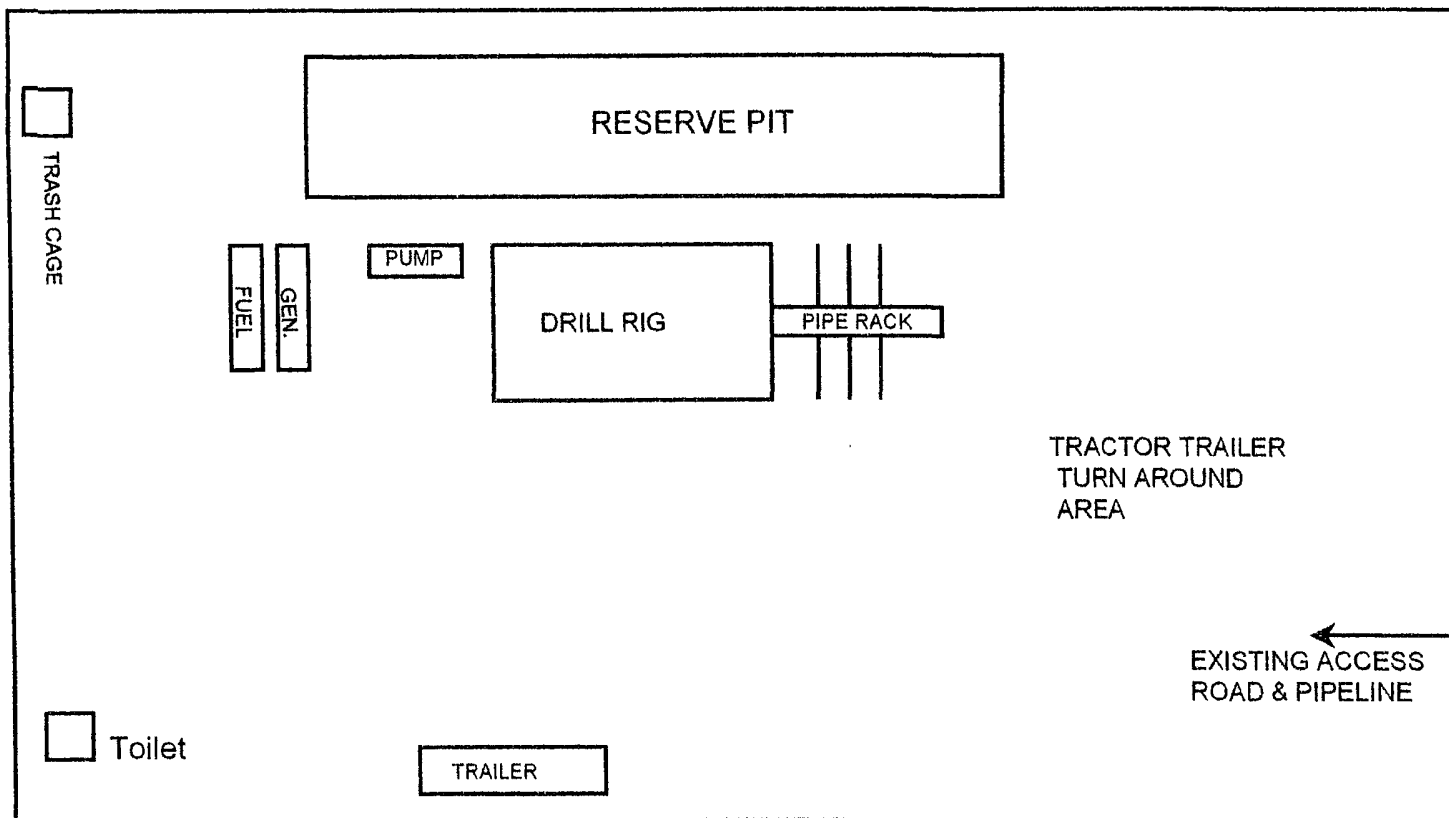 RESERVE PIT
TRASH CAGE
PUMP
FUEL
GEN.
DRILL RIG
PIPE RACK
TRACTOR TRAILER
TURN AROUND
AREA
EXISTING ACCESS
ROAD & PIPELINE
Toilet
TRAILER